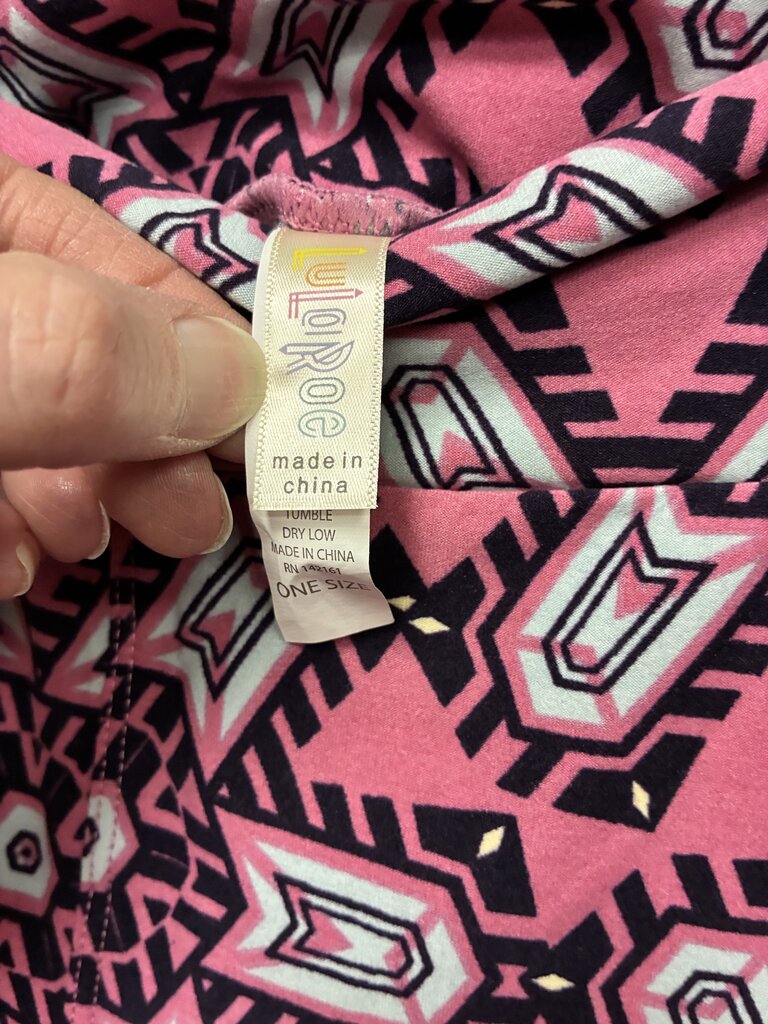 LuLaRoe
made in
china
TUMBLE
DRY LOW
MADE IN CHINA
RN 142161
ONE SIZE